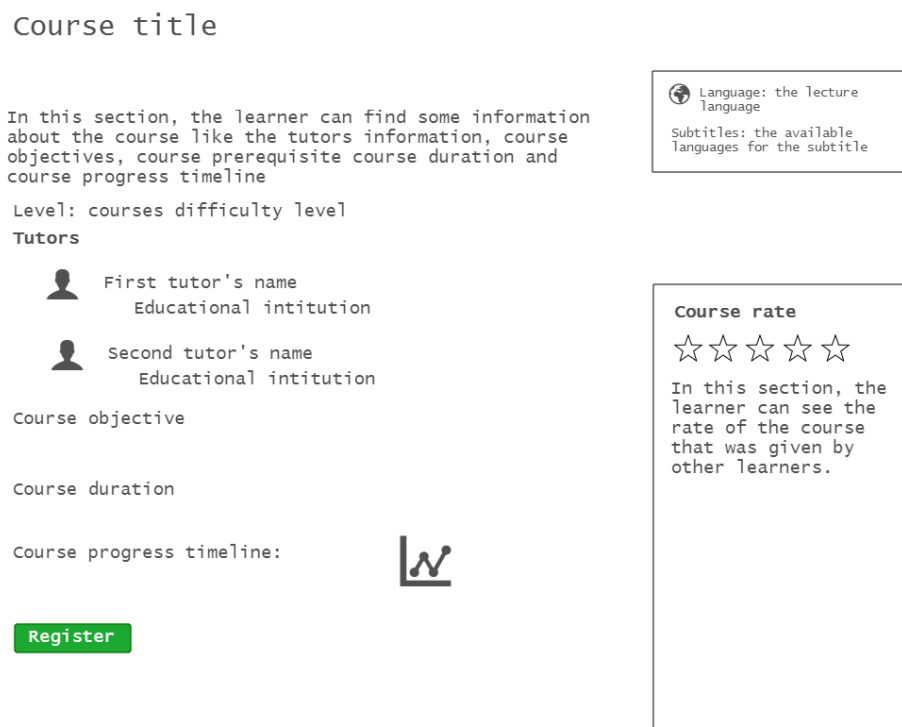 Course title
In this section, the learner can find some information
about the course like the tutors information, course
objectives, course prerequisite course duration and
course progress timeline
Level: courses difficulty level
Tutors
First tutor's name
Educational intitution
Second tutor's name
Educational intitution
Course objective
Course duration
Course progress timeline:
Register
Language: the lecture
language
Subtitles: the available
languages for the subtitle
Course rate
In this section, the
learner can see the
rate of the course
that was given by
other learners.